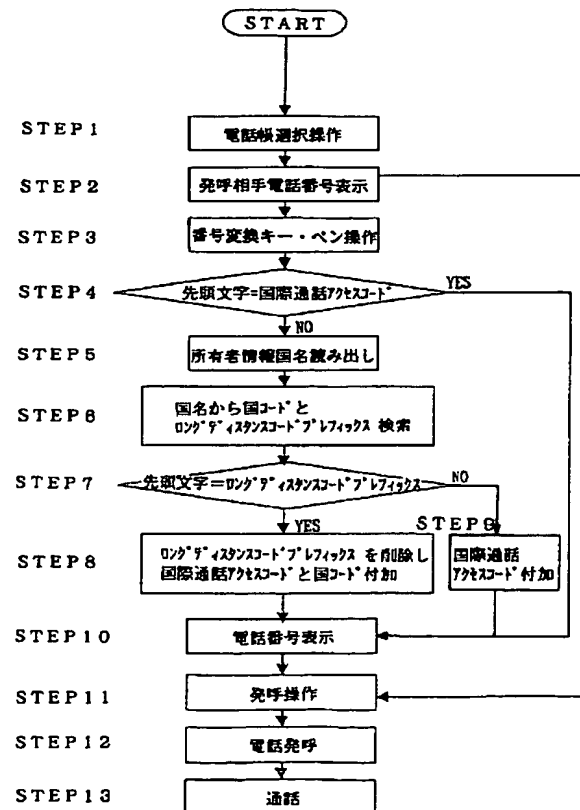 START
STEP1
電話帳選択操作
STEP2
発呼相手電話番号表示
STEP3
番号変換キー・ペン操作
STEP4
先頭文字=国際通話ｱｸｾｽｺｰﾄﾞ
YES
NO
STEP5
所有者情報国名読み出し
STEP6
国名から国ｺｰﾄﾞと
ﾛﾝｸﾞﾃﾞｨｽﾀﾝｽｺｰﾄﾞﾌﾟﾚﾌｨｯｸｽ 検索
STEP7
先頭文字=ﾛﾝｸﾞﾃﾞｨｽﾀﾝｽｺｰﾄﾞﾌﾟﾚﾌｨｯｸｽ
NO
YES
STEP9
STEP8
ﾛﾝｸﾞﾃﾞｨｽﾀﾝｽｺｰﾄﾞﾌﾟﾚﾌｨｯｸｽ を削除し
国際通話ｱｸｾｽｺｰﾄﾞと国ｺｰﾄﾞ付加
国際通話
ｱｸｾｽｺｰﾄﾞ付加
STEP10
電話番号表示
STEP11
発呼操作
STEP12
電話発呼
STEP13
通話